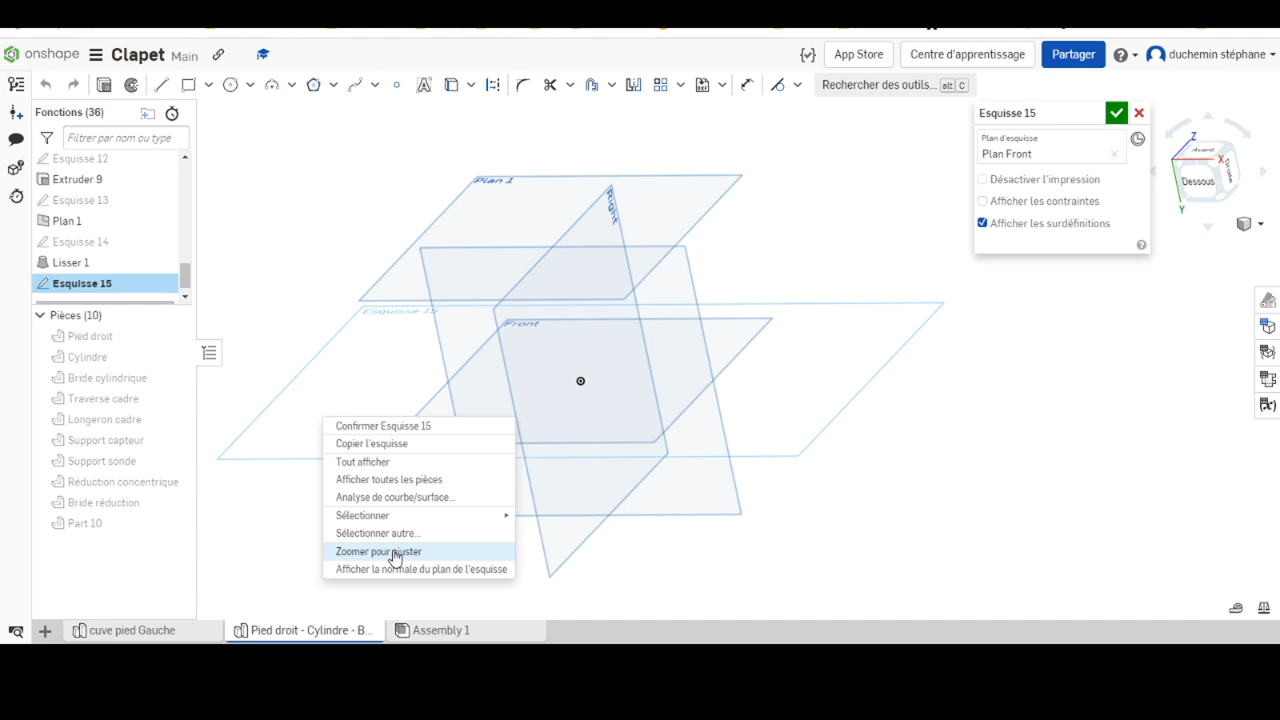 onshape Clapet Main
App Store Centre d'apprentissage Partager duchemin stéphane
Rechercher des outils... alt C
Fonctions (36)
Filtrer par nom ou type
Esquisse 12
Extruder 9
Esquisse 13
Plan 1
Esquisse 14
Lisser 1
Esquisse 15
Pièces (10)
Pied droit
Cylindre
Bride cylindrique
Traverse cadre
Longeron cadre
Support capteur
Support sonde
Réduction concentrique
Bride réduction
Part 10
Plan 1
Right
Esquisse 15
Front
Confirmer Esquisse 15
Copier l'esquisse
Tout afficher
Afficher toutes les pièces
Analyse de courbe/surface...
Sélectionner
Sélectionner autre...
Zoomer pour ajuster
Afficher la normale du plan de l'esquisse
Esquisse 15
Plan d'esquisse
Plan Front
Désactiver l'impression
Afficher les contraintes
Afficher les surdéfinitions
Z
Avant
X
Droite
Dessous
Y
cuve pied Gauche
Pied droit - Cylindre - B...
Assembly 1